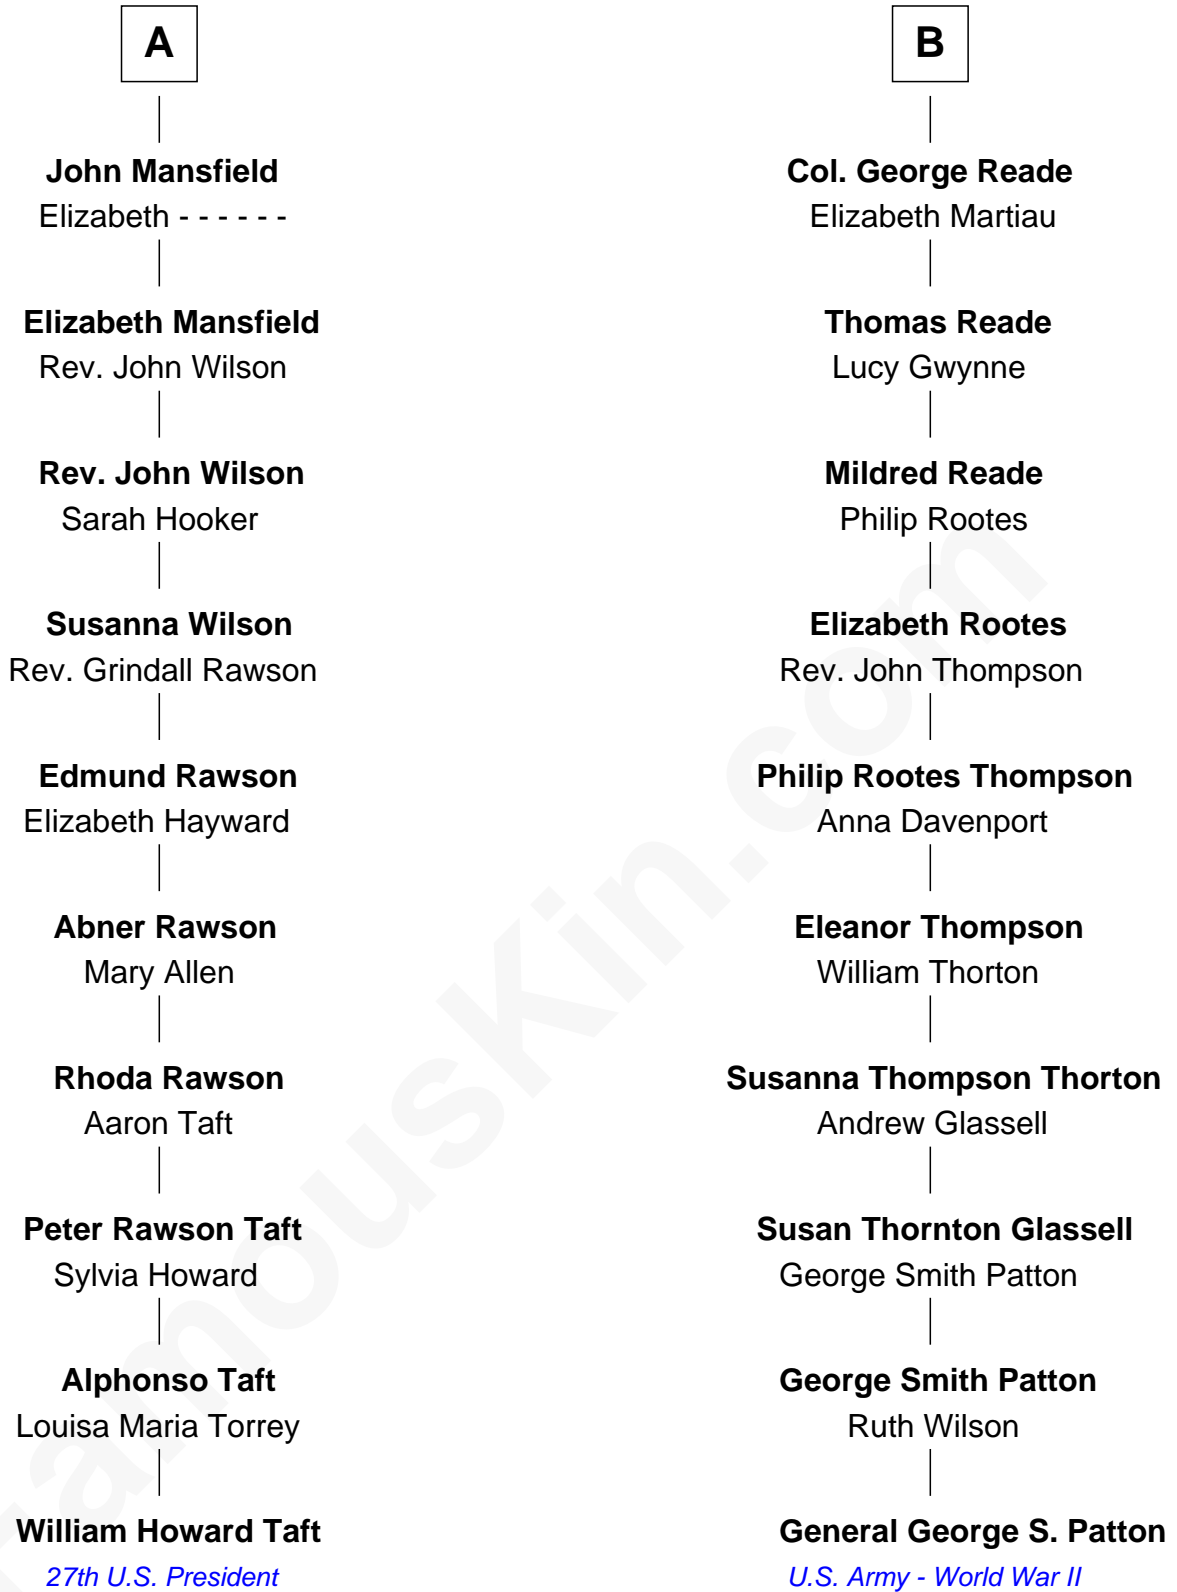 A
John Mansfield
Elizabeth - - - - - -
Elizabeth Mansfield
Rev. John Wilson
Rev. John Wilson
Sarah Hooker
Susanna Wilson
Rev. Grindall Rawson
Edmund Rawson
Elizabeth Hayward
Abner Rawson
Mary Allen
Rhoda Rawson
Aaron Taft
Peter Rawson Taft
Sylvia Howard
Alphonso Taft
Louisa Maria Torrey
William Howard Taft
27th U.S. President
B
Col. George Reade
Elizabeth Martiau
Thomas Reade
Lucy Gwynne
Mildred Reade
Philip Rootes
Elizabeth Rootes
Rev. John Thompson
Philip Rootes Thompson
Anna Davenport
Eleanor Thompson
William Thorton
Susanna Thompson Thorton
Andrew Glassell
Susan Thornton Glassell
George Smith Patton
George Smith Patton
Ruth Wilson
General George S. Patton
U.S. Army - World War II
FamousKin.com